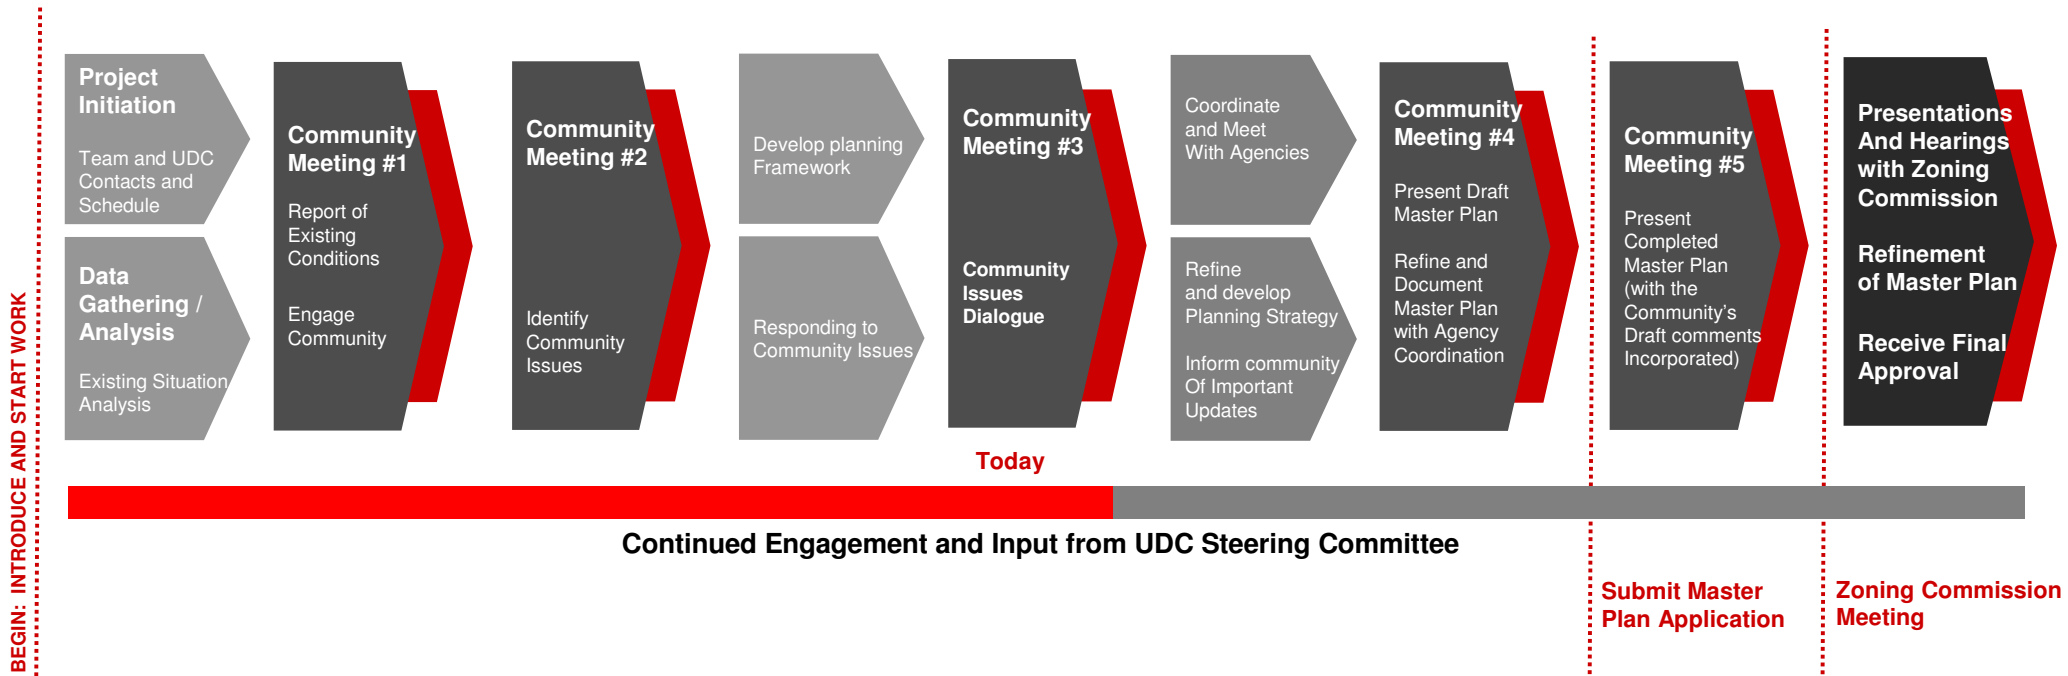 BEGIN: INTRODUCE AND START WORK
Project
Initiation
Team and UDC
Contacts and
Schedule
Data
Gathering /
Analysis
Existing Situation
Analysis
Community
Meeting #1
Report of
Existing
Conditions
Engage
Community
Community
Meeting #2
Identify
Community
Issues
Develop planning
Framework
Responding to
Community Issues
Community
Meeting #3
Community
Issues
Dialogue
Coordinate
and Meet
With Agencies
Refine
and develop
Planning Strategy
Inform community
Of Important
Updates
Community
Meeting #4
Present Draft
Master Plan
Refine and
Document
Master Plan
with Agency
Coordination
Community
Meeting #5
Present
Completed
Master Plan
(with the
Community's
Draft comments
Incorporated)
Presentations
And Hearings
with Zoning
Commission
Refinement
of Master Plan
Receive Final
Approval
Today
Continued Engagement and Input from UDC Steering Committee
Submit Master
Plan Application
Zoning Commission
Meeting